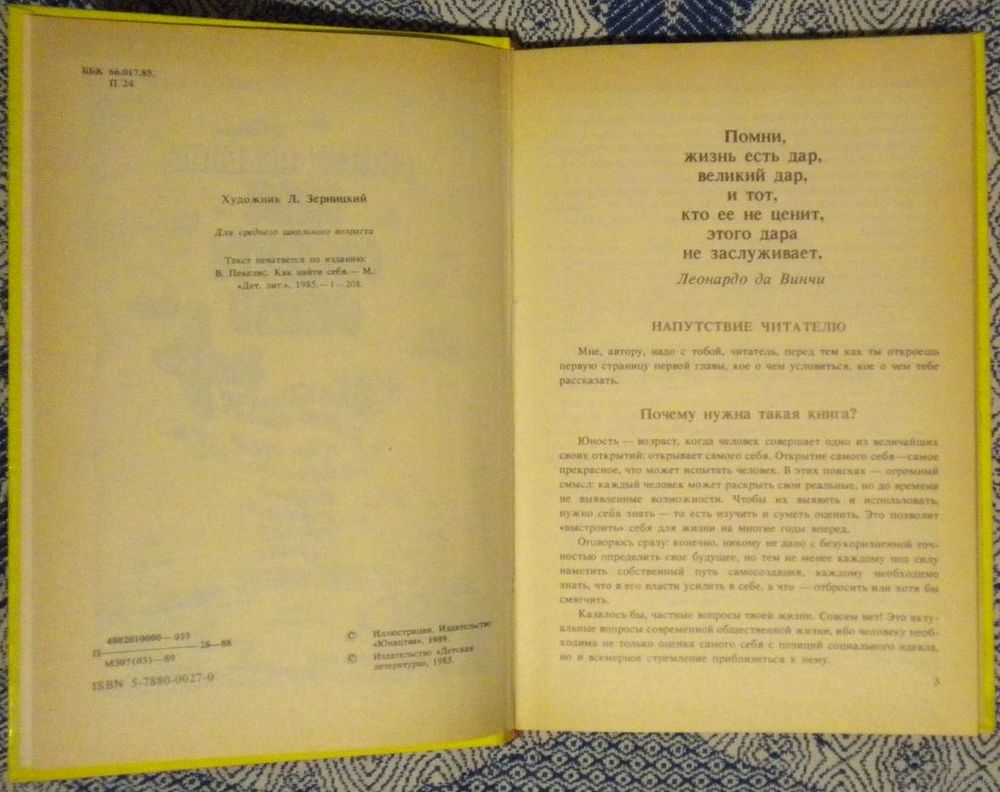 ББК 66.017.85.
П 24
Художник Л. Зерницкий
Для среднего школьного возраста
Текст печатается по изданию:
В. Пекелис. Как найти себя.— М.
«Дет. лит.», 1985.—1—208.
4802010000—033
П——————28—88
М307(03)—89
ISBN 5-7880-0027-0
© Иллюстрации. Издательство
«Юнацтва», 1989.
© Издательство «Детская
литература», 1985.
Помни,
жизнь есть дар,
великий дар,
и тот,
кто ее не ценит,
этого дара
не заслуживает.
Леонардо да Винчи
НАПУТСТВИЕ ЧИТАТЕЛЮ
Мне, автору, надо с тобой, читатель, перед тем как ты откроешь
первую страницу первой главы, кое о чем условиться, кое о чем тебе
рассказать.
Почему нужна такая книга?
Юность — возраст, когда человек совершает одно из величайших
своих открытий: открывает самого себя. Открытие самого себя—самое
прекрасное, что может испытать человек. В этих поисках — огромный
смысл: каждый человек может раскрыть свои реальные, но до времени
не выявленные возможности. Чтобы их выявить и использовать,
нужно себя знать — то есть изучить и суметь оценить. Это позволит
«выстроить» себя для жизни на многие годы вперед.
Оговорюсь сразу: конечно, никому не дано с безукоризненной точ-
ностью определить свое будущее, но тем не менее каждому под силу
наметить собственный путь самосоздания, каждому необходимо
знать, что в его власти усилить в себе, а что — отбросить или хотя бы
смягчить.
Казалось бы, частные вопросы твоей жизни. Совсем нет! Это акту-
альные вопросы современной общественной жизни, ибо человеку необ-
ходима не только оценка самого себя с позиций социального идеала,
но и всемерное стремление приблизиться к нему.
3